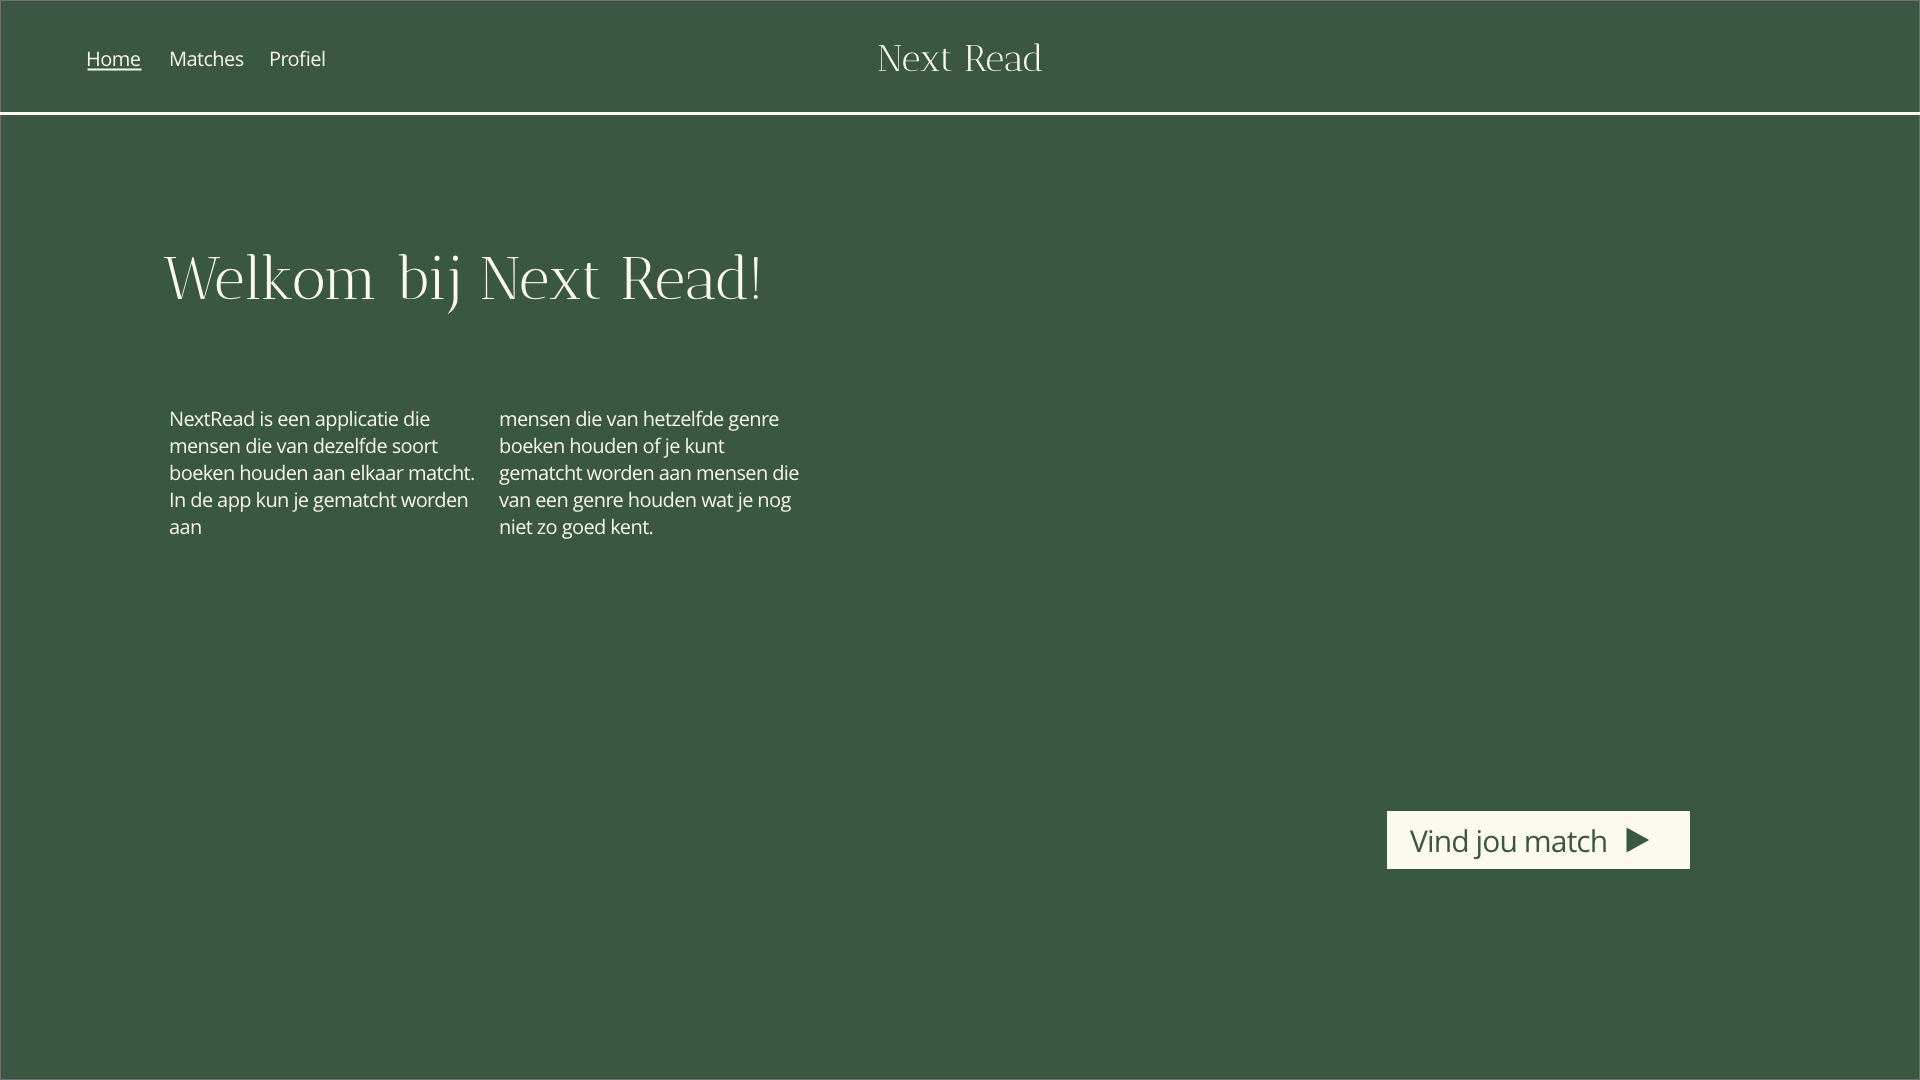 Home Matches Profiel
Next Read
Welkom bij Next Read!
NextRead is een applicatie die
mensen die van dezelfde soort
boeken houden aan elkaar matcht.
In de app kun je gematcht worden
aan
mensen die van hetzelfde genre
boeken houden of je kunt
gematcht worden aan mensen die
van een genre houden wat je nog
niet zo goed kent.
Vind jou match